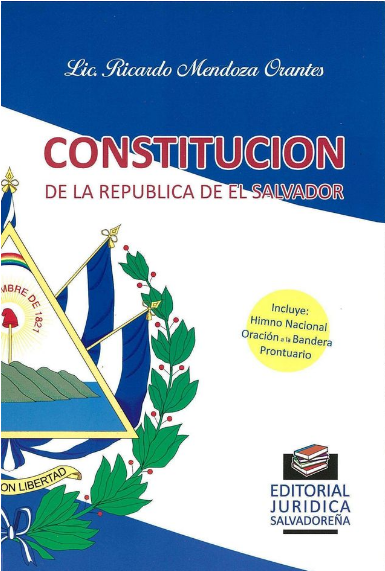 Lic. Ricardo Mendoza Orantes
CONSTITUCION
DE LA REPUBLICA DE EL SALVADOR
MBRE DE 1821
ON LIBERTAD
Incluye:
Himno Nacional
Oración a la Bandera
Prontuario
EDITORIAL
JURIDICA
SALVADOREÑA